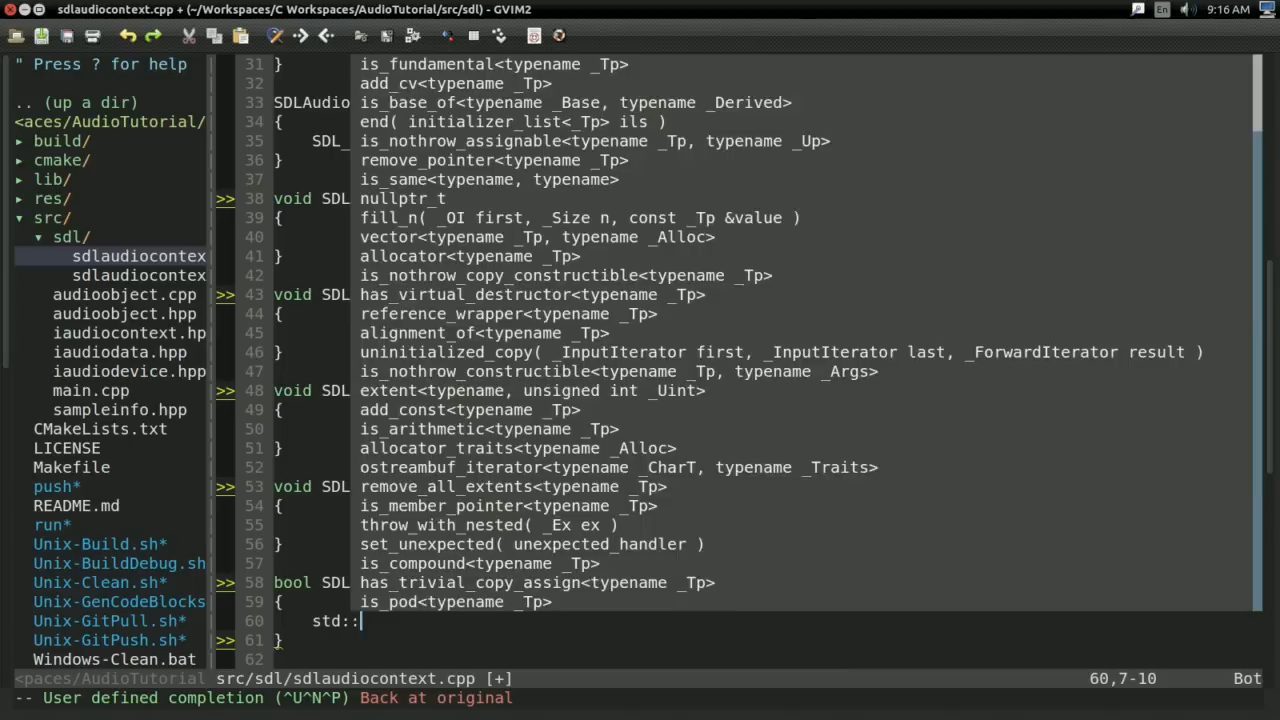 sdlaudiocontext.cpp + (~/Workspaces/C Workspaces/AudioTutorial/src/sdl) - GVIM2
En
9:16 AM
" Press ? for help
.. (up a dir)
<aces/AudioTutorial/
▸ build/
▸ cmake/
▸ lib/
▸ res/
▾ src/
▾ sdl/
sdlaudiocontex
sdlaudiocontex
audioobject.cpp
audioobject.hpp
iaudiocontext.hp
iaudiodata.hpp
iaudiodevice.hpp
main.cpp
sampleinfo.hpp
CMakeLists.txt
LICENSE
Makefile
push*
README.md
run*
Unix-Build.sh*
Unix-BuildDebug.sh
Unix-Clean.sh*
Unix-GenCodeBlocks
Unix-GitPull.sh*
Unix-GitPush.sh*
Windows-Clean.bat
31 } is_fundamental<typename _Tp>
32 add_cv<typename _Tp>
33 SDLAudio is_base_of<typename _Base, typename _Derived>
34 { end( initializer_list<_Tp> ils )
35 SDL_ is_nothrow_assignable<typename _Tp, typename _Up>
36 } remove_pointer<typename _Tp>
37 is_same<typename, typename>
>> 38 void SDL nullptr_t
39 { fill_n( _OI first, _Size n, const _Tp &value )
40 vector<typename _Tp, typename _Alloc>
41 } allocator<typename _Tp>
42 is_nothrow_copy_constructible<typename _Tp>
>> 43 void SDL has_virtual_destructor<typename _Tp>
44 { reference_wrapper<typename _Tp>
45 alignment_of<typename _Tp>
46 } uninitialized_copy( _InputIterator first, _InputIterator last, _ForwardIterator result )
47 is_nothrow_constructible<typename _Tp, typename _Args>
>> 48 void SDL extent<typename, unsigned int _Uint>
49 { add_const<typename _Tp>
50 is_arithmetic<typename _Tp>
51 } allocator_traits<typename _Alloc>
52 ostreambuf_iterator<typename _CharT, typename _Traits>
>> 53 void SDL remove_all_extents<typename _Tp>
54 { is_member_pointer<typename _Tp>
55 throw_with_nested( _Ex ex )
56 } set_unexpected( unexpected_handler )
57 is_compound<typename _Tp>
>> 58 bool SDL has_trivial_copy_assign<typename _Tp>
59 { is_pod<typename _Tp>
60 std::
>> 61 }
62
<paces/AudioTutorial src/sdl/sdlaudiocontext.cpp [+] 60,7-10 Bot
-- User defined completion (^U^N^P) Back at original